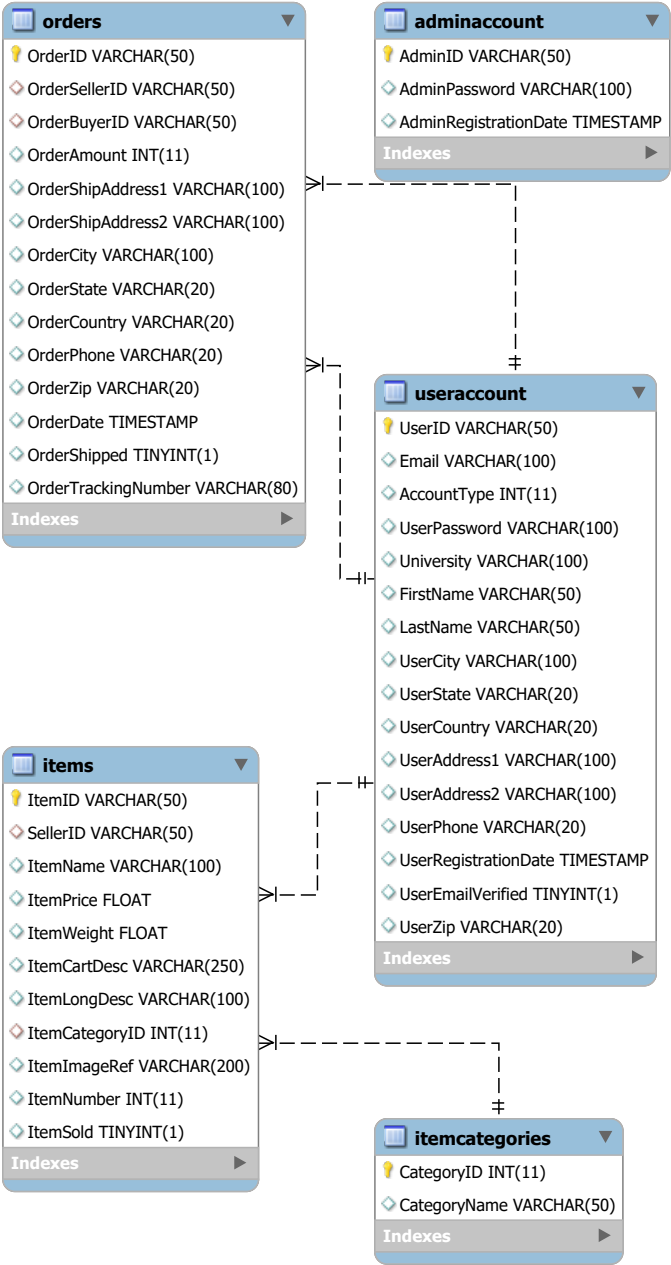 orders
OrderID VARCHAR(50)
OrderSellerID VARCHAR(50)
OrderBuyerID VARCHAR(50)
OrderAmount INT(11)
OrderShipAddress1 VARCHAR(100)
OrderShipAddress2 VARCHAR(100)
OrderCity VARCHAR(100)
OrderState VARCHAR(20)
OrderCountry VARCHAR(20)
OrderPhone VARCHAR(20)
OrderZip VARCHAR(20)
OrderDate TIMESTAMP
OrderShipped TINYINT(1)
OrderTrackingNumber VARCHAR(80)
Indexes
adminaccount
AdminID VARCHAR(50)
AdminPassword VARCHAR(100)
AdminRegistrationDate TIMESTAMP
Indexes
useraccount
UserID VARCHAR(50)
Email VARCHAR(100)
AccountType INT(11)
UserPassword VARCHAR(100)
University VARCHAR(100)
FirstName VARCHAR(50)
LastName VARCHAR(50)
UserCity VARCHAR(100)
UserState VARCHAR(20)
UserCountry VARCHAR(20)
UserAddress1 VARCHAR(100)
UserAddress2 VARCHAR(100)
UserPhone VARCHAR(20)
UserRegistrationDate TIMESTAMP
UserEmailVerified TINYINT(1)
UserZip VARCHAR(20)
Indexes
items
ItemID VARCHAR(50)
SellerID VARCHAR(50)
ItemName VARCHAR(100)
ItemPrice FLOAT
ItemWeight FLOAT
ItemCartDesc VARCHAR(250)
ItemLongDesc VARCHAR(100)
ItemCategoryID INT(11)
ItemImageRef VARCHAR(200)
ItemNumber INT(11)
ItemSold TINYINT(1)
Indexes
itemcategories
CategoryID INT(11)
CategoryName VARCHAR(50)
Indexes